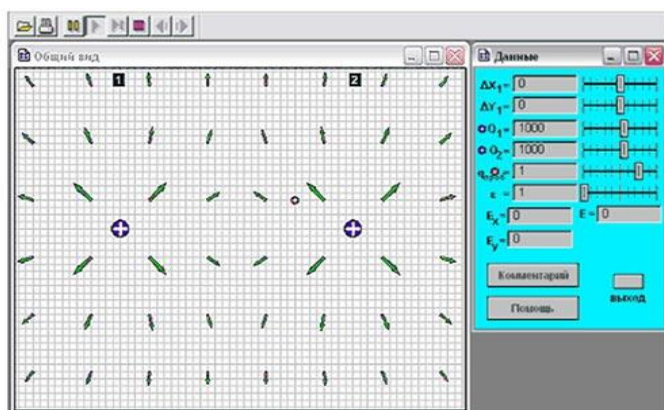 Общий вид
1 2
Данные
ΔX1= 0
ΔY1= 0
Q1= 1000
Q2= 1000
1
ε = 1
Ex= 0 E = 0
Ey= 0
Комментарий
выход
Помощь